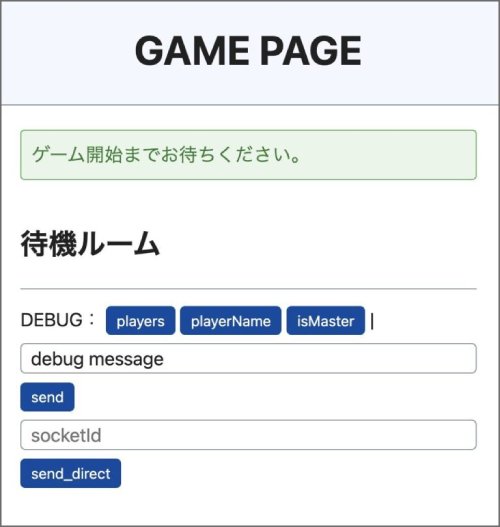 GAME PAGE
ゲーム開始までお待ちください。
待機ルーム
DEBUG： players playerName isMaster |
debug message
send
socketId
send_direct